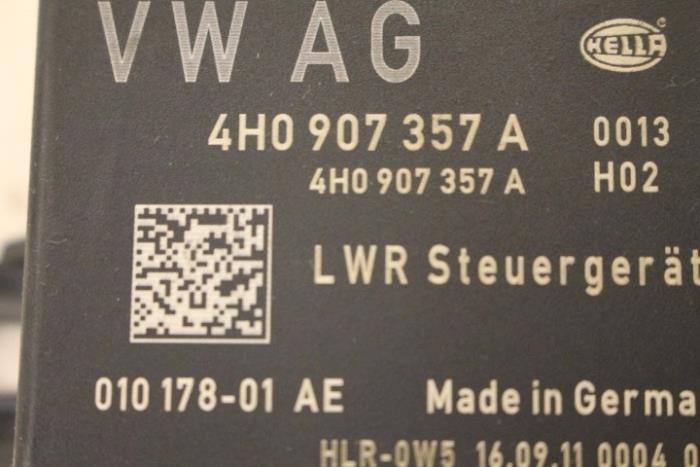 VW AG HELLA
4H0 907 357 A 0013
4H0 907 357 A H02
LWR Steuergerät
010 178-01 AE Made in Germa
HLR-0W5 16.09.11 0004 0